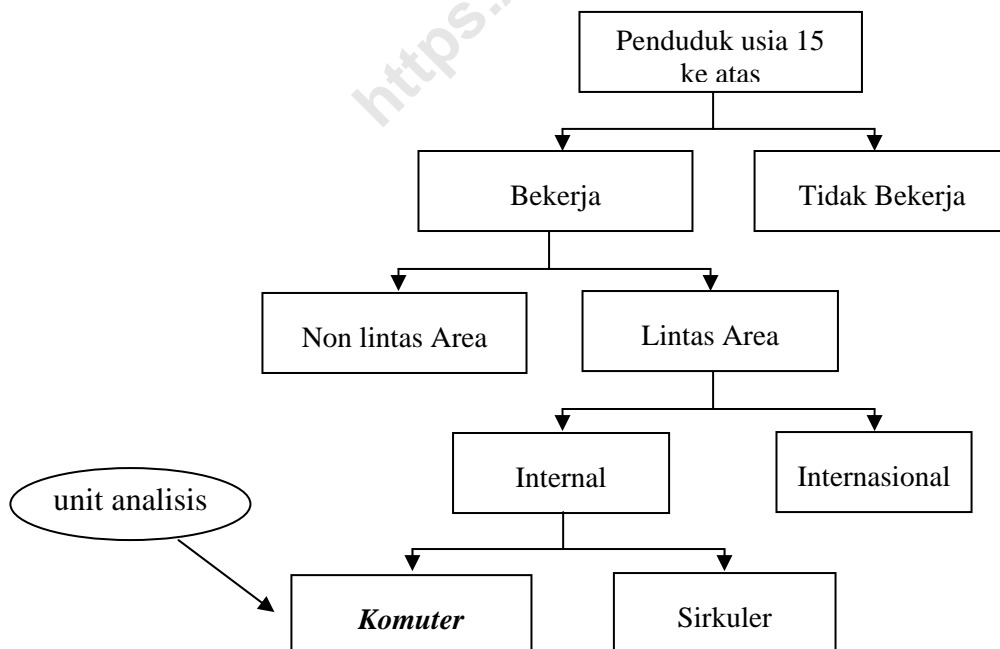 https:/
Penduduk usia 15
ke atas
Bekerja
Tidak Bekerja
Non lintas Area
Lintas Area
Internal
Internasional
unit analisis
Komuter
Sirkuler